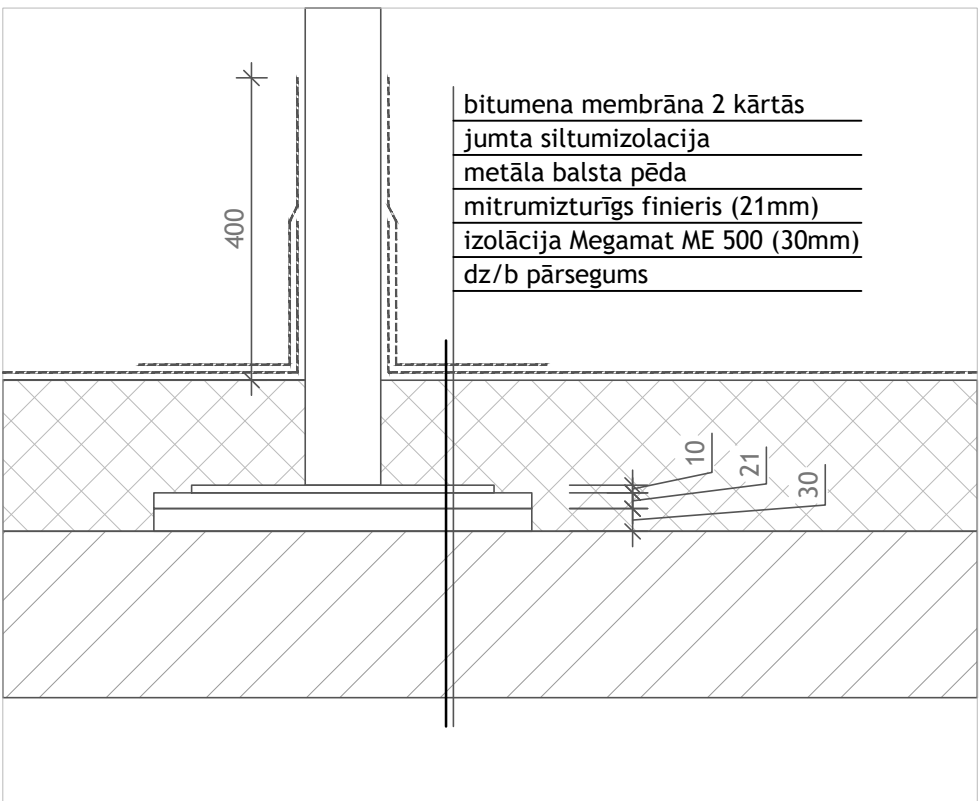 bitumena membrāna 2 kārtās
jumta siltumizolacija
metāla balsta pēda
mitrumizturīgs finieris (21mm)
izolācija Megamat ME 500 (30mm)
dz/b pārsegums
400
10
21
30